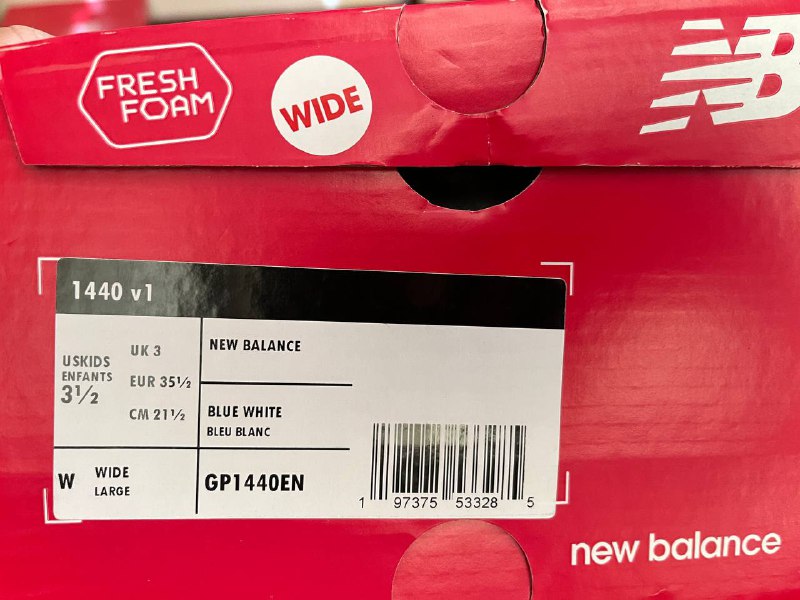 FRESH
FOAM
WIDE
NB
1440 v1
USKIDS
ENFANTS
3½
UK 3
EUR 35½
CM 21½
NEW BALANCE
BLUE WHITE
BLEU BLANC
W
WIDE
LARGE
GP1440EN
1 97375 53328 5
new balance